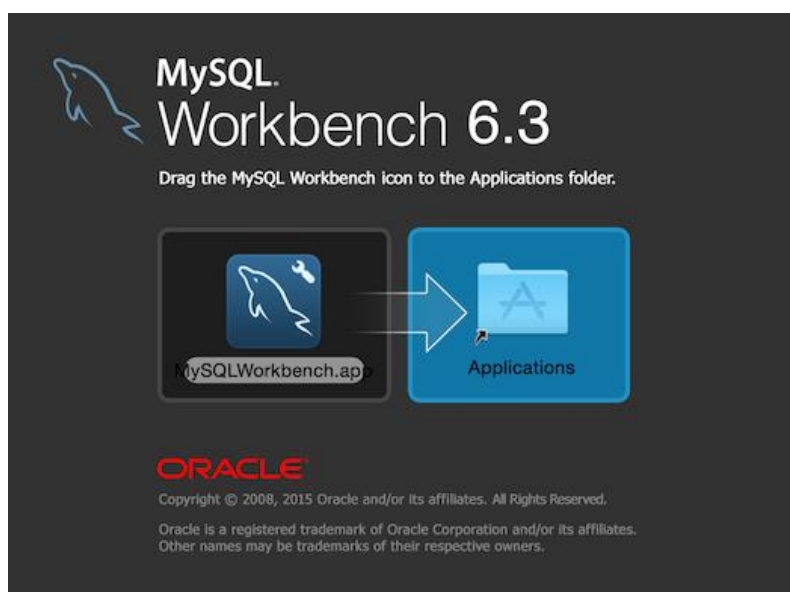 MySQL.
Workbench 6.3
Drag the MySQL Workbench icon to the Applications folder.
MySQLWorkbench.app
Applications
ORACLE
Copyright © 2008, 2015 Oracle and/or its affiliates. All Rights Reserved.
Oracle is a registered trademark of Oracle Corporation and/or its affiliates.
Other names may be trademarks of their respective owners.